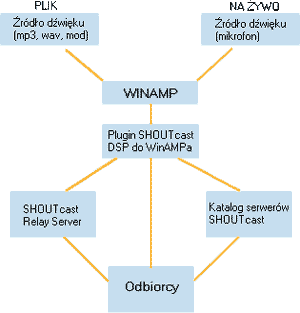 PLIK
NA ŻYWO
Źródło dźwięku
(mp3, wav, mod)
Źródło dźwięku
(mikrofon)
WINAMP
Plugin SHOUTcast
DSP do WinAMPa
SHOUTcast
Relay Server
Katalog serwerów
SHOUTcast
Odbiorcy